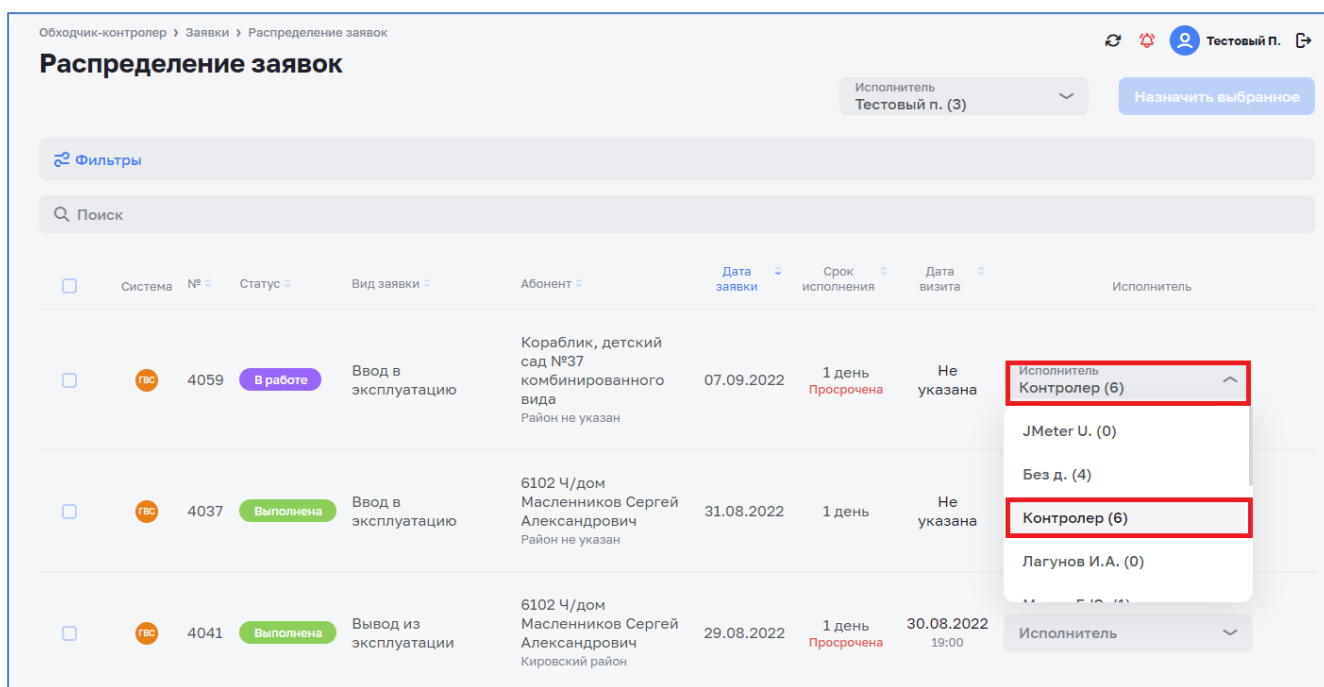 Обходчик-контролер › Заявки › Распределение заявок
Тестовый П.
Распределение заявок
Исполнитель
Тестовый п. (3)
Назначить выбранное
Фильтры
Поиск
Система
№
Статус
Вид заявки
Абонент
Дата
заявки
Срок
исполнения
Дата
визита
Исполнитель
ГВС
4059
В работе
Ввод в
эксплуатацию
Кораблик, детский
сад №37
комбинированного
вида
Район не указан
07.09.2022
1 день
Просрочена
Не
указана
Исполнитель
Контролер (6)
JMeter U. (0)
Без д. (4)
Контролер (6)
Лагунов И.А. (0)
ГВС
4037
Выполнена
Ввод в
эксплуатацию
6102 Ч/дом
Масленников Сергей
Александрович
Район не указан
31.08.2022
1 день
Не
указана
ГВС
4041
Выполнена
Вывод из
эксплуатации
6102 Ч/дом
Масленников Сергей
Александрович
Кировский район
29.08.2022
1 день
Просрочена
30.08.2022
19:00
Исполнитель